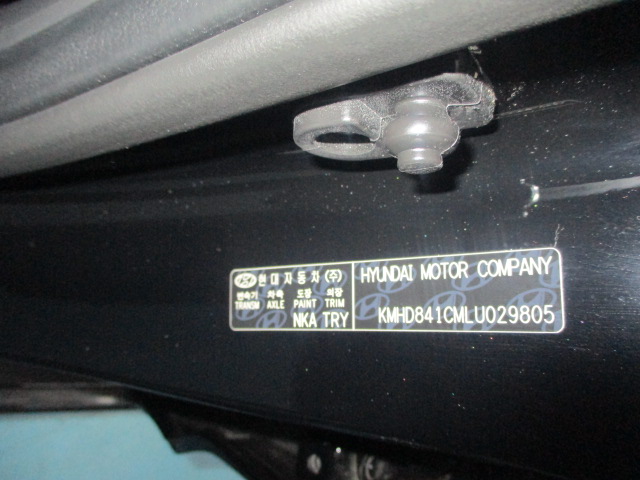 현대자동차(주)
변속기 차축 도장 의장
TRANSM AXLE PAINT TRIM
NKA TRY
HYUNDAI MOTOR COMPANY
KMHD841CMLU029805